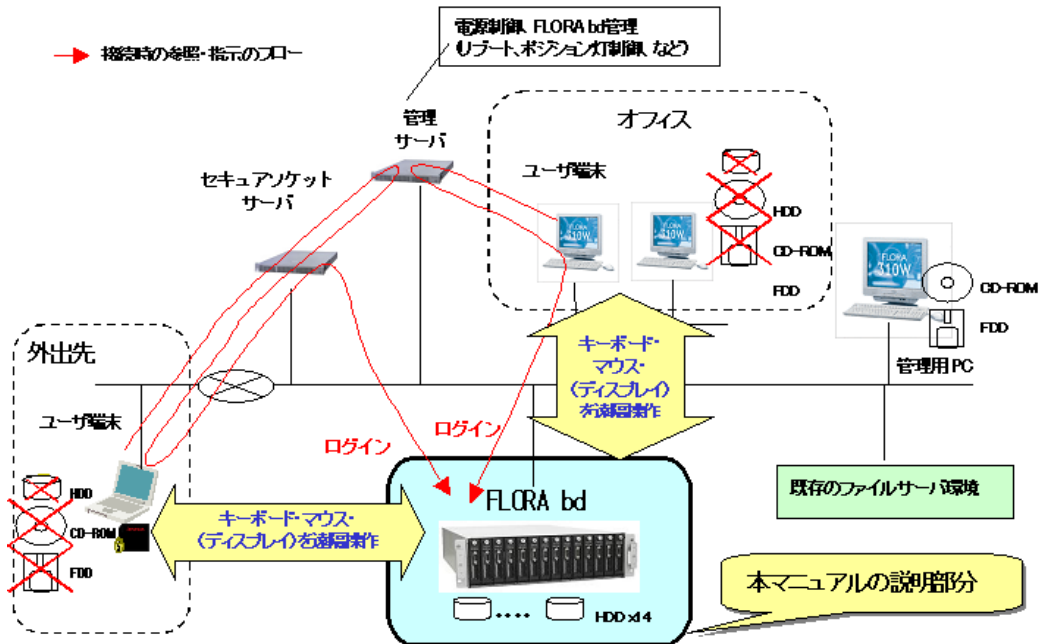 電源制御、FLORA bd管理
(リブート、ポジション灯制御、など)
接続時の参照・指示のフロー
管理
サーバ
オフィス
セキュアソケット
サーバ
ユーザ端末
HDD
CD-ROM
FDD
FLORA
310W
FLORA
310W
FLORA
310W
CD-ROM
FDD
管理用PC
外出先
ユーザ端末
HDD
CD-ROM
FDD
キーボード・
マウス・
(ディスプレイ)
を遠隔操作
ログイン
ログイン
キーボード・マウス・
(ディスプレイ)を遠隔操作
FLORA bd
HDD x14
既存のファイルサーバ環境
本マニュアルの説明部分